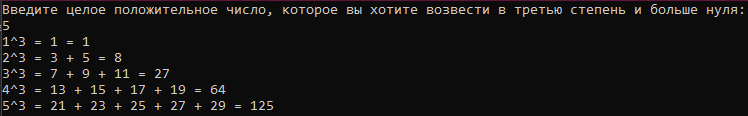 Введите целое положительное число, которое вы хотите возвести в третью степень и больше нуля:
5
1^3 = 1 = 1
2^3 = 3 + 5 = 8
3^3 = 7 + 9 + 11 = 27
4^3 = 13 + 15 + 17 + 19 = 64
5^3 = 21 + 23 + 25 + 27 + 29 = 125